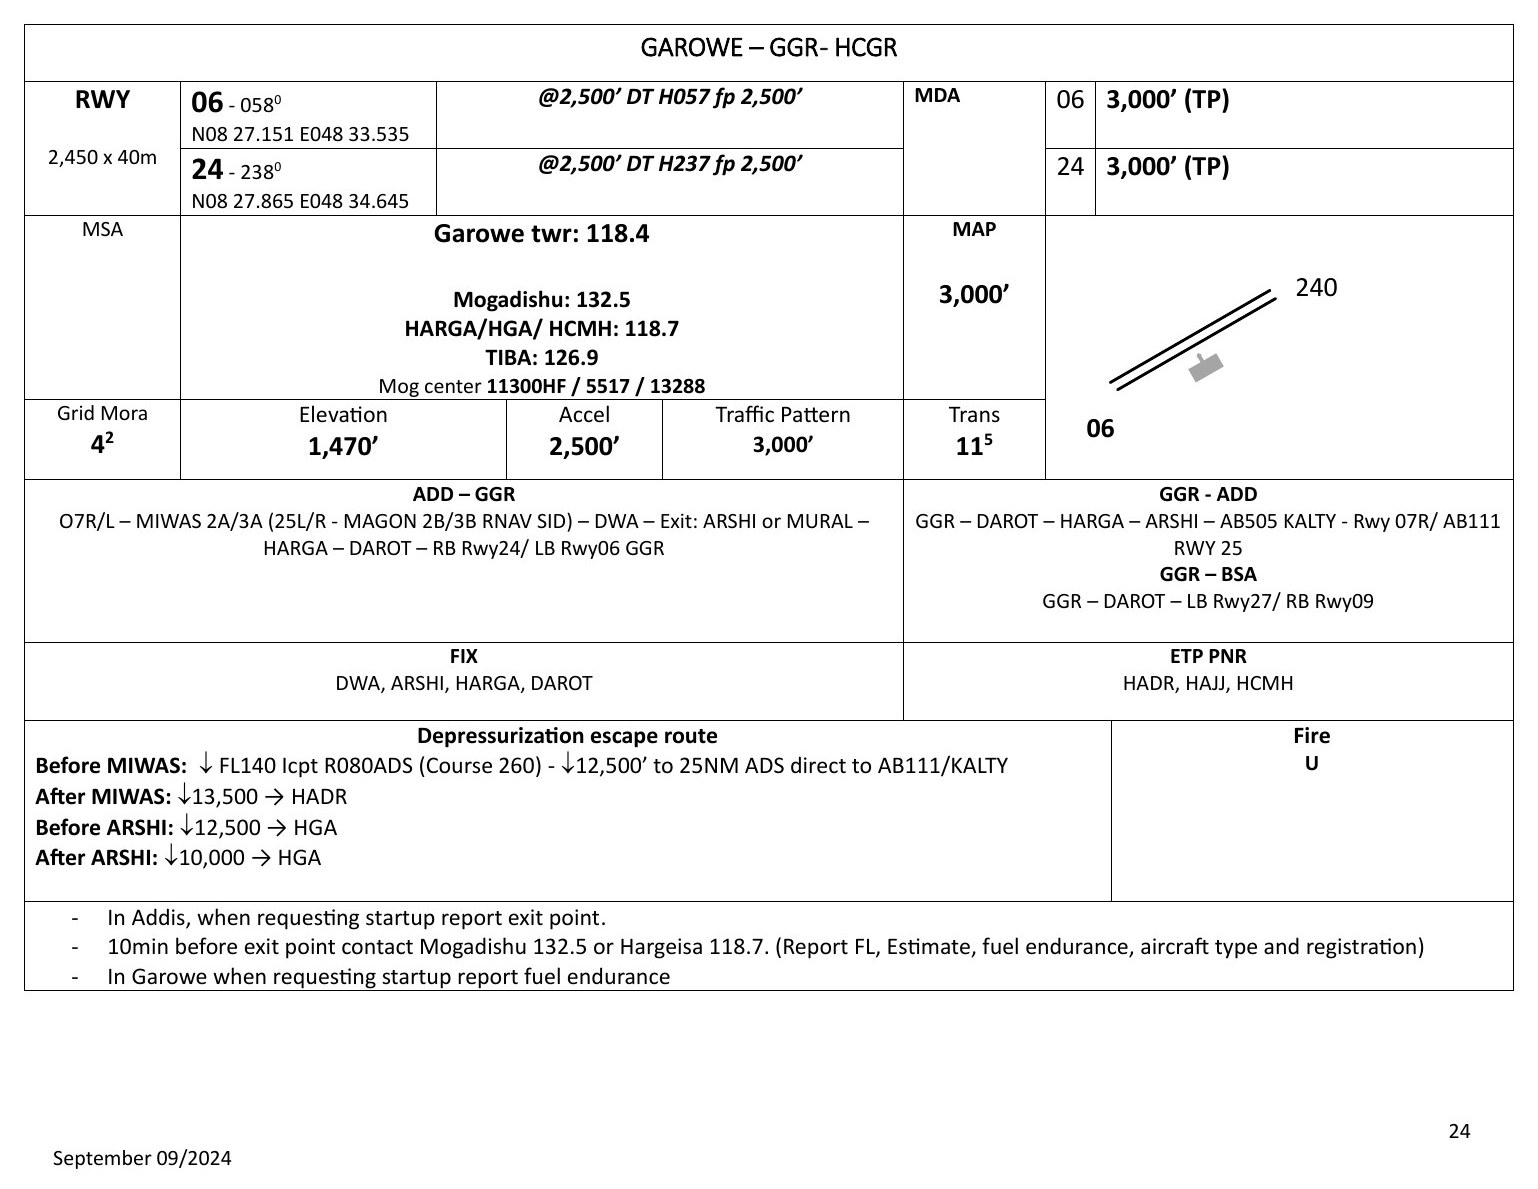 GAROWE – GGR- HCGR
RWY
2,450 x 40m
06 - 058⁰
N08 27.151 E048 33.535
@2,500’ DT H057 fp 2,500’
24 - 238⁰
N08 27.865 E048 34.645
@2,500’ DT H237 fp 2,500’
MDA
06 3,000’ (TP)
24 3,000’ (TP)
MSA
Garowe twr: 118.4
Mogadishu: 132.5
HARGA/HGA/ HCMH: 118.7
TIBA: 126.9
Mog center 11300HF / 5517 / 13288
MAP
3,000’
240
06
Grid Mora
4²
Elevation
1,470’
Accel
2,500’
Traffic Pattern
3,000’
Trans
11⁵
ADD – GGR
O7R/L – MIWAS 2A/3A (25L/R - MAGON 2B/3B RNAV SID) – DWA – Exit: ARSHI or MURAL –
HARGA – DAROT – RB Rwy24/ LB Rwy06 GGR
GGR - ADD
GGR – DAROT – HARGA – ARSHI – AB505 KALTY - Rwy 07R/ AB111
RWY 25
GGR – BSA
GGR – DAROT – LB Rwy27/ RB Rwy09
FIX
DWA, ARSHI, HARGA, DAROT
ETP PNR
HADR, HAJJ, HCMH
Depressurization escape route
Before MIWAS: ↓ FL140 Icpt R080ADS (Course 260) - ↓12,500’ to 25NM ADS direct to AB111/KALTY
After MIWAS: ↓13,500 → HADR
Before ARSHI: ↓12,500 → HGA
After ARSHI: ↓10,000 → HGA
Fire
U
- In Addis, when requesting startup report exit point.
- 10min before exit point contact Mogadishu 132.5 or Hargeisa 118.7. (Report FL, Estimate, fuel endurance, aircraft type and registration)
- In Garowe when requesting startup report fuel endurance
24
September 09/2024